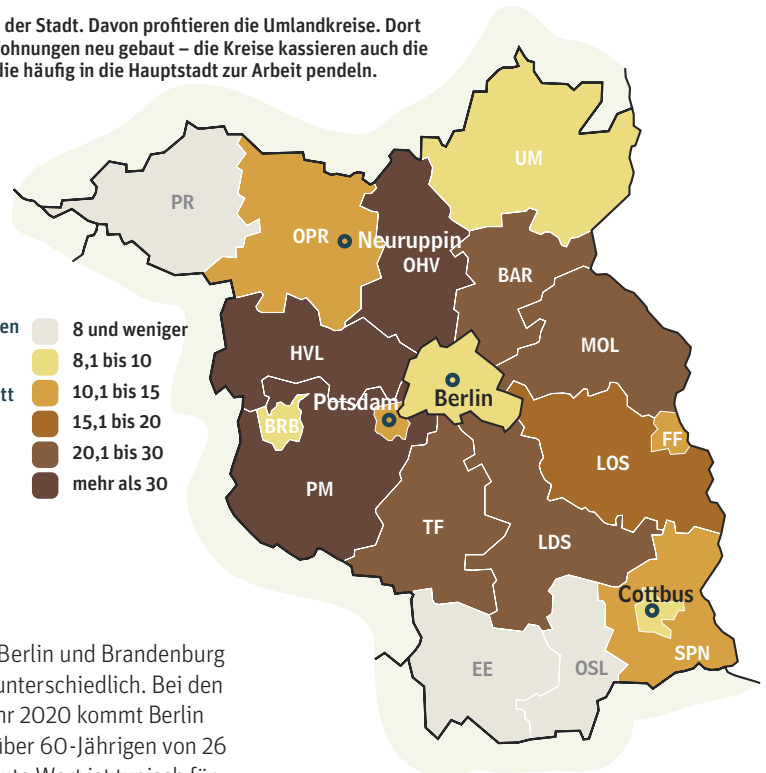 der Stadt. Davon profitieren die Umlandkreise. Dort
ohnungen neu gebaut – die Kreise kassieren auch die
die häufig in die Hauptstadt zur Arbeit pendeln.
UM
PR
OPR
Neuruppin
OHV
BAR
en
8 und weniger
8,1 bis 10
tt
10,1 bis 15
15,1 bis 20
20,1 bis 30
mehr als 30
HVL
MOL
Potsdam
Berlin
BRB
FF
LOS
PM
TF
LDS
Cottbus
SPN
EE
OSL
Berlin und Brandenburg
unterschiedlich. Bei den
hr 2020 kommt Berlin
über 60-Jährigen von 26